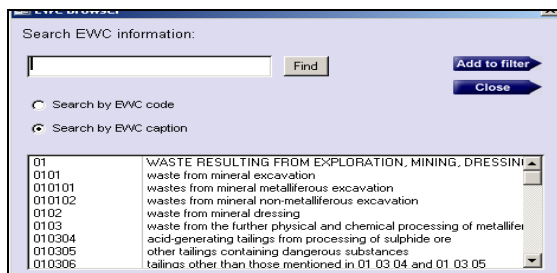 EWC Browser
Search EWC information:
Find
Add to filter
Close
Search by EWC code
Search by EWC caption
01 WASTE RESULTING FROM EXPLORATION, MINING, DRESSIN
0101 waste from mineral excavation
010101 wastes from mineral metalliferous excavation
010102 wastes from mineral non-metalliferous excavation
0102 waste from mineral dressing
0103 waste from the further physical and chemical processing of metallifer
010304 acid-generating tailings from processing of sulphide ore
010305 other tailings containing dangerous substances
010306 tailings other than those mentioned in 01 03 04 and 01 03 05